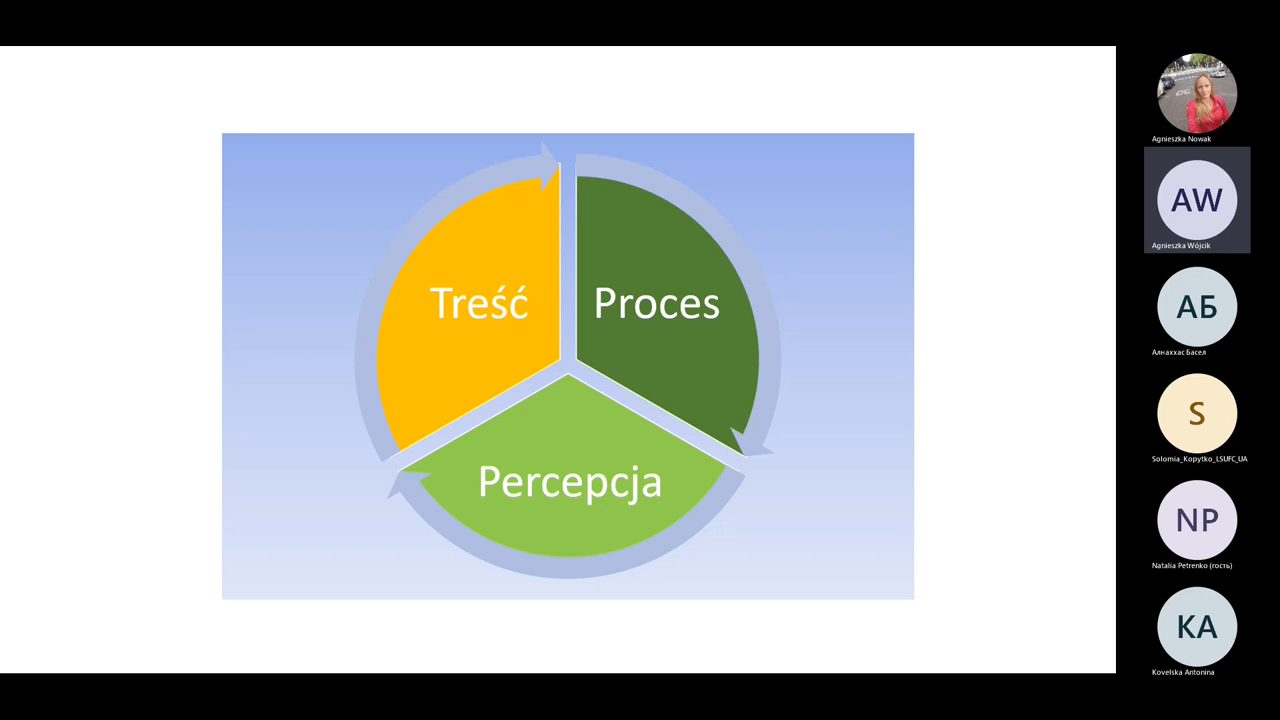 Treść
Proces
Percepcja
Agnieszka Nowak
AW
Agnieszka Wójcik
АБ
Алнаххас Басел
S
Solomia_Kopytko_LSUFC_UA
NP
Natalia Petrenko (гость)
KA
Kovelska Antonina